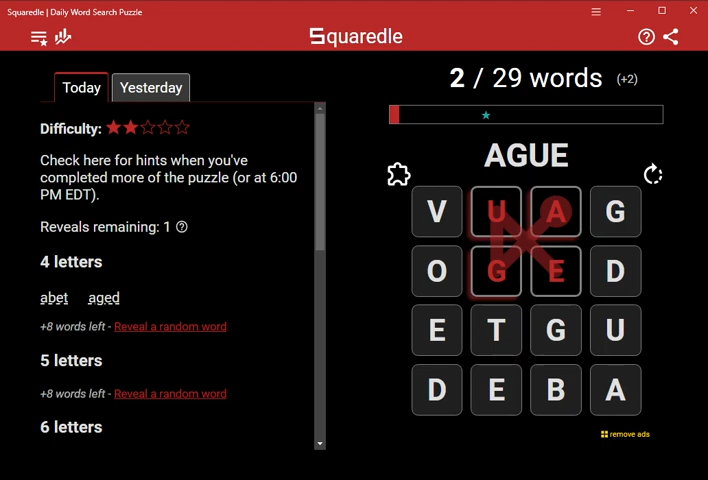 Squaredle | Daily Word Search Puzzle
Squaredle
Today Yesterday
Difficulty:
Check here for hints when you've
completed more of the puzzle (or at 6:00
PM EDT).
Reveals remaining: 1
4 letters
abet aged
+8 words left - Reveal a random word
5 letters
+8 words left - Reveal a random word
6 letters
2 / 29 words (+2)
AGUE
V U A G
O G E D
E T G U
D E B A
remove ads